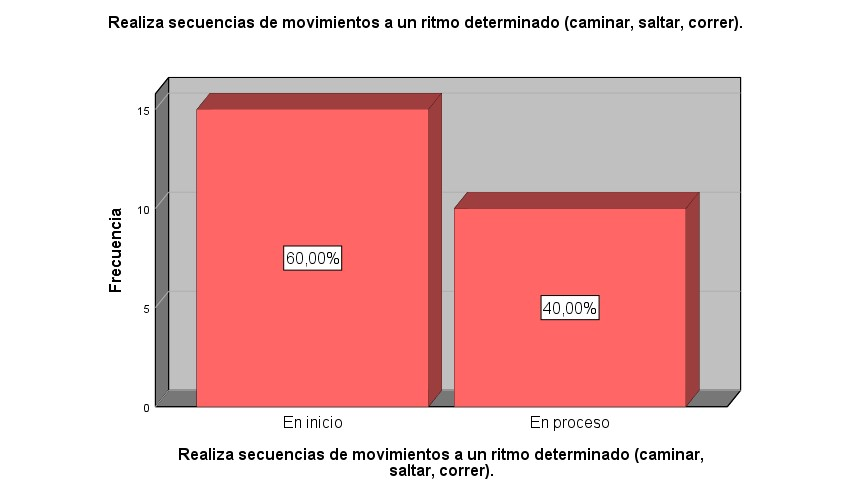 Realiza secuencias de movimientos a un ritmo determinado (caminar, saltar, correr).
15
10
5
0
Frecuencia
60,00%
40,00%
En inicio
En proceso
Realiza secuencias de movimientos a un ritmo determinado (caminar,
saltar, correr).